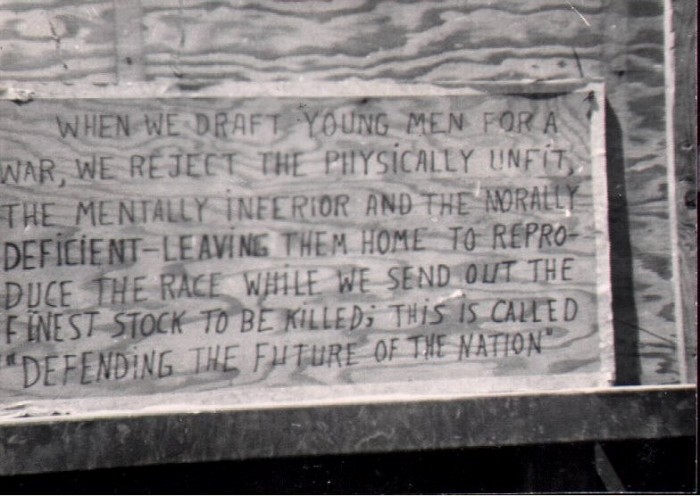 WHEN WE DRAFT YOUNG MEN FOR A
WAR, WE REJECT THE PHYSICALLY UNFIT,
THE MENTALLY INFERIOR AND THE MORALLY
DEFICIENT-LEAVING THEM HOME TO REPRO-
DUCE THE RACE WHILE WE SEND OUT THE
FINEST STOCK TO BE KILLED; THIS IS CALLED
"DEFENDING THE FUTURE OF THE NATION"